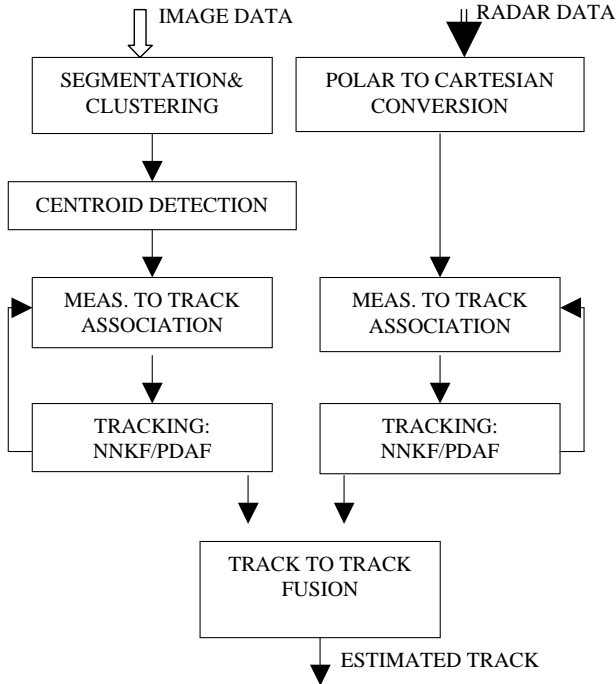 IMAGE DATA
RADAR DATA
SEGMENTATION&
CLUSTERING
POLAR TO CARTESIAN
CONVERSION
CENTROID DETECTION
MEAS. TO TRACK
ASSOCIATION
MEAS. TO TRACK
ASSOCIATION
TRACKING:
NNKF/PDAF
TRACKING:
NNKF/PDAF
TRACK TO TRACK
FUSION
ESTIMATED TRACK